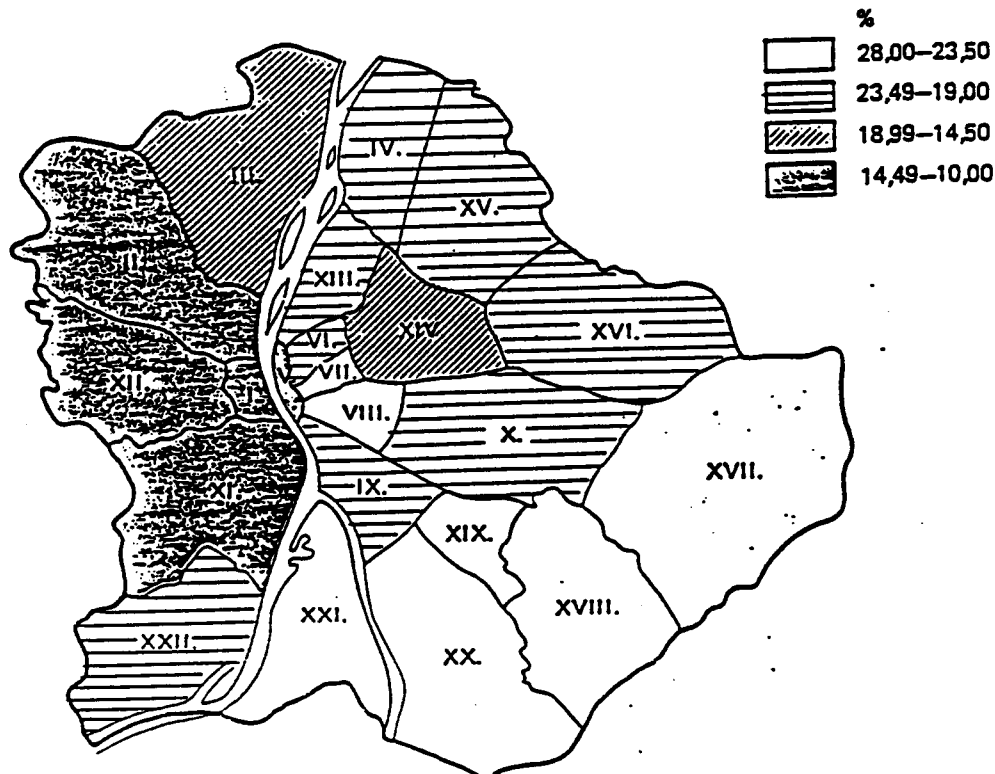 %
28,00–23,50
23,49–19,00
18,99–14,50
14,49–10,00
IV.
III.
XV.
II.
XIII.
XIV.
XVI.
VI.
VII.
XII.
I.
V.
VIII.
X.
XVII.
XI.
IX.
XIX.
XVIII.
XXI.
XXII.
XX.